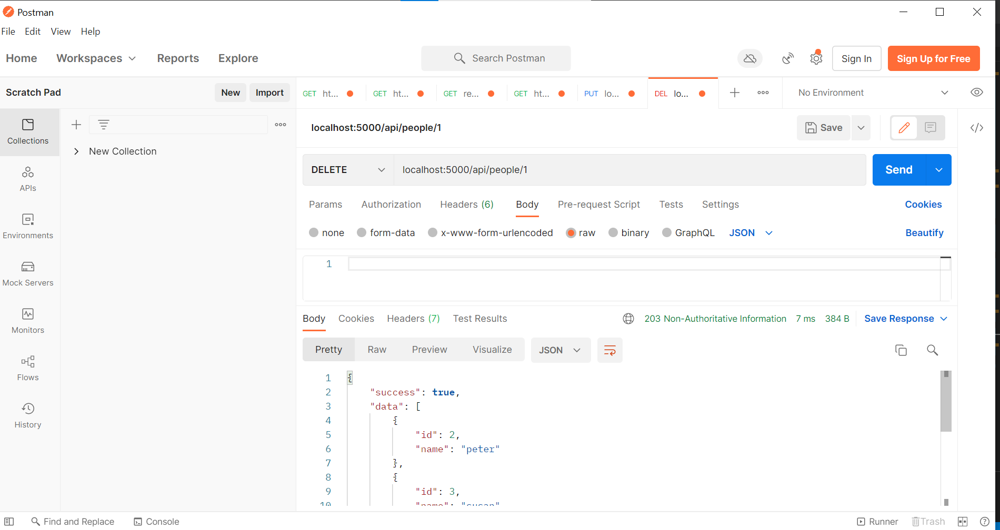 Postman
File Edit View Help
Home Workspaces Reports Explore Search Postman Sign In Sign Up for Free
Scratch Pad New Import GET ht... GET ht... GET re... GET ht... PUT lo... DEL lo... No Environment
Collections
APIs
Environments
Mock Servers
Monitors
Flows
History
New Collection
localhost:5000/api/people/1 Save
DELETE localhost:5000/api/people/1 Send
Params Authorization Headers (6) Body Pre-request Script Tests Settings Cookies
none form-data x-www-form-urlencoded raw binary GraphQL JSON Beautify
1
Body Cookies Headers (7) Test Results 203 Non-Authoritative Information 7 ms 384 B Save Response
Pretty Raw Preview Visualize JSON
1 {
2 "success": true,
3 "data": [
4 {
5 "id": 2,
6 "name": "peter"
7 },
8 {
9 "id": 3,
10 "name": "susan"
Find and Replace Console Runner Trash